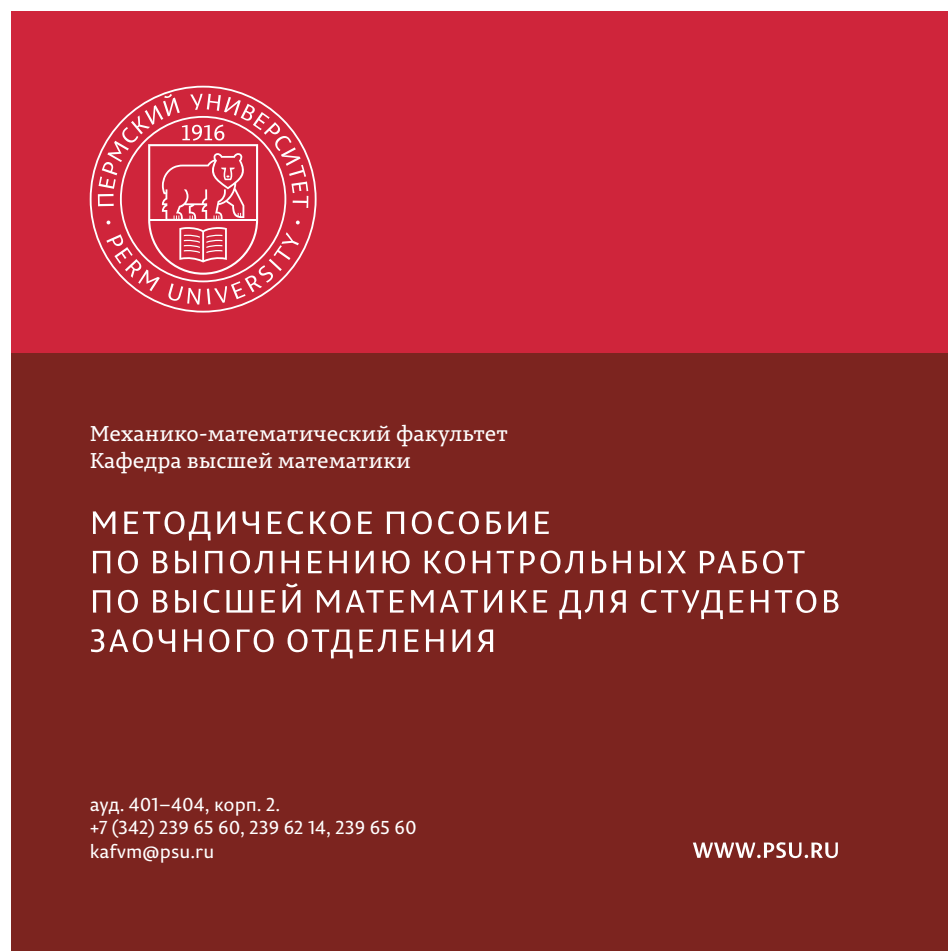 ПЕРМСКИЙ УНИВЕРСИТЕТ
1916
PERM UNIVERSITY
Механико-математический факультет
Кафедра высшей математики
МЕТОДИЧЕСКОЕ ПОСОБИЕ
ПО ВЫПОЛНЕНИЮ КОНТРОЛЬНЫХ РАБОТ
ПО ВЫСШЕЙ МАТЕМАТИКЕ ДЛЯ СТУДЕНТОВ
ЗАОЧНОГО ОТДЕЛЕНИЯ
ауд. 401–404, корп. 2.
+7 (342) 239 65 60, 239 62 14, 239 65 60
kafvm@psu.ru
WWW.PSU.RU